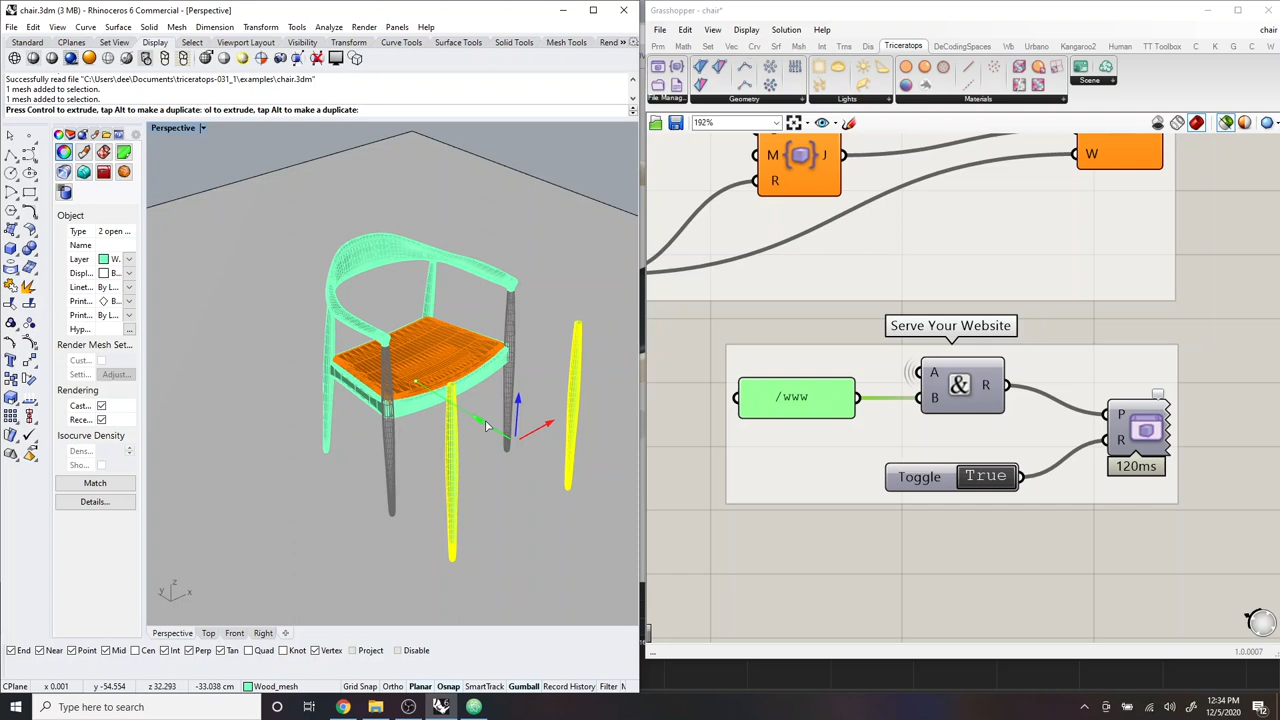 chair.3dm (3 MB) - Rhinoceros 6 Commercial - [Perspective]
File Edit View Curve Surface Solid Mesh Dimension Transform Tools Analyze Render Panels Help
Standard CPlanes Set View Display Select Viewport Layout Visibility Transform Curve Tools Surface Tools Solid Tools Mesh Tools Rend
Successfully read file "C:\Users\dee\Documents\triceratops-031_1\examples\chair.3dm"
1 mesh added to selection.
1 mesh added to selection.
Press Control to extrude, tap Alt to make a duplicate: ol to extrude, tap Alt to make a duplicate:
Perspective
Object
Type 2 open ...
Name
Layer W.
Displ... B...
Linet... By L...
Print... B...
Print... By L...
Hyp... ...
Render Mesh Set...
Cust...
Setti... Adjust...
Rendering
Cast...
Rece...
Isocurve Density
Dens...
Sho...
Match
Details...
z
y
x
Perspective Top Front Right
End Near Point Mid Cen Int Perp Tan Quad Knot Vertex Project Disable
CPlane x 0.001 y -54.554 z 32.293 -33.038 cm Wood_mesh Grid Snap Ortho Planar Osnap SmartTrack Gumball Record History Filter
Grasshopper - chair*
File Edit View Display Solution Help
chair
Prm Math Set Vec Crv Srf Msh Int Trns Dis Triceratops DeCodingSpaces Wb Urbano Kangaroo2 Human TT Toolbox C K G C H
File Manag... Geometry Lights Materials Scene
192%
M J
R
W
Serve Your Website
/www
A
B
&
R
Toggle True
P
R
120ms
1.0.0007
Type here to search
12:34 PM
12/5/2020
12